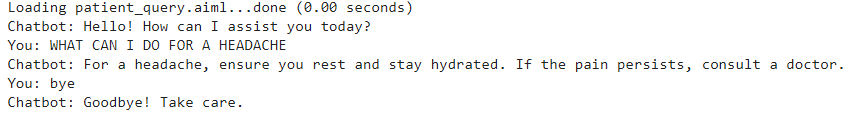 Loading patient_query.aiml...done (0.00 seconds)
Chatbot: Hello! How can I assist you today?
You: WHAT CAN I DO FOR A HEADACHE
Chatbot: For a headache, ensure you rest and stay hydrated. If the pain persists, consult a doctor.
You: bye
Chatbot: Goodbye! Take care.